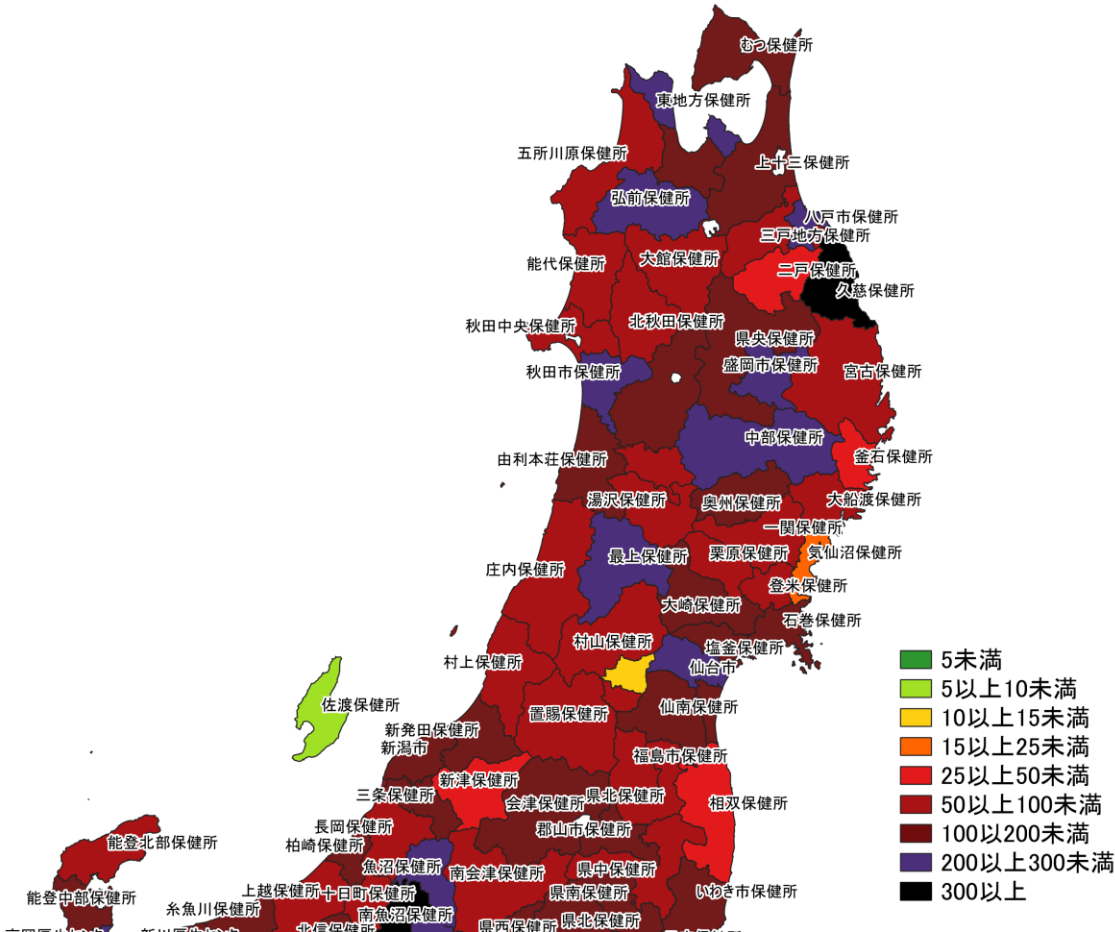 むつ保健所
東地方保健所
五所川原保健所
上十三保健所
弘前保健所
八戸市保健所
三戸地方保健所
大館保健所
能代保健所
二戸保健所
久慈保健所
北秋田保健所
秋田中央保健所
県央保健所
盛岡市保健所
秋田市保健所
宮古保健所
中部保健所
釜石保健所
由利本荘保健所
湯沢保健所
奥州保健所
大船渡保健所
一関保健所
気仙沼保健所
最上保健所
栗原保健所
庄内保健所
登米保健所
大崎保健所
石巻保健所
村山保健所
塩釜保健所
村上保健所
仙台市
5未満
5以上10未満
佐渡保健所
置賜保健所
仙南保健所
10以上15未満
新発田保健所
新潟市
15以上25未満
福島市保健所
新津保健所
25以上50未満
三条保健所
会津保健所
県北保健所
相双保健所
50以上100未満
長岡保健所
郡山市保健所
100以200未満
能登北部保健所
柏崎保健所
魚沼保健所
南会津保健所
県中保健所
200以上300未満
上越保健所
十日町保健所
県南保健所
いわき市保健所
300以上
能登中部保健所
糸魚川保健所
南魚沼保健所
県西保健所
県北保健所
北信保健所